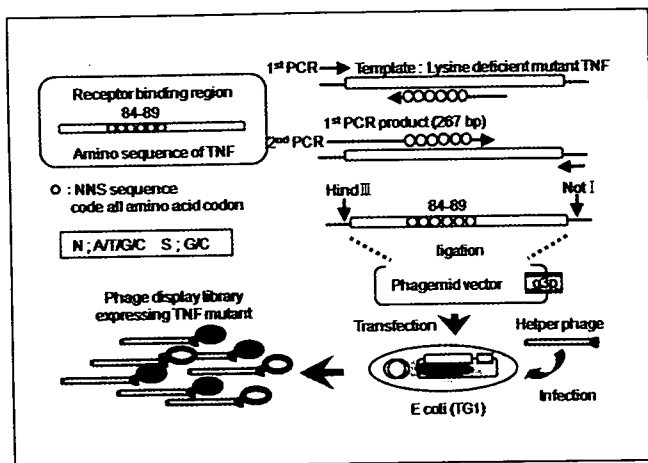 1st PCR
Template : Lysine deficient mutant TNF
Receptor binding region
84-89
Amino sequence of TNF
1st PCR product (267 bp)
2nd PCR
O : NNS sequence
code all amino acid codon
N ; A/T/G/C S ; G/C
Hind III
84-89
Not I
ligation
Phagemid vector
g3p
Phage display library
expressing TNF mutant
Transfection
Helper phage
Infection
E coli (TG1)